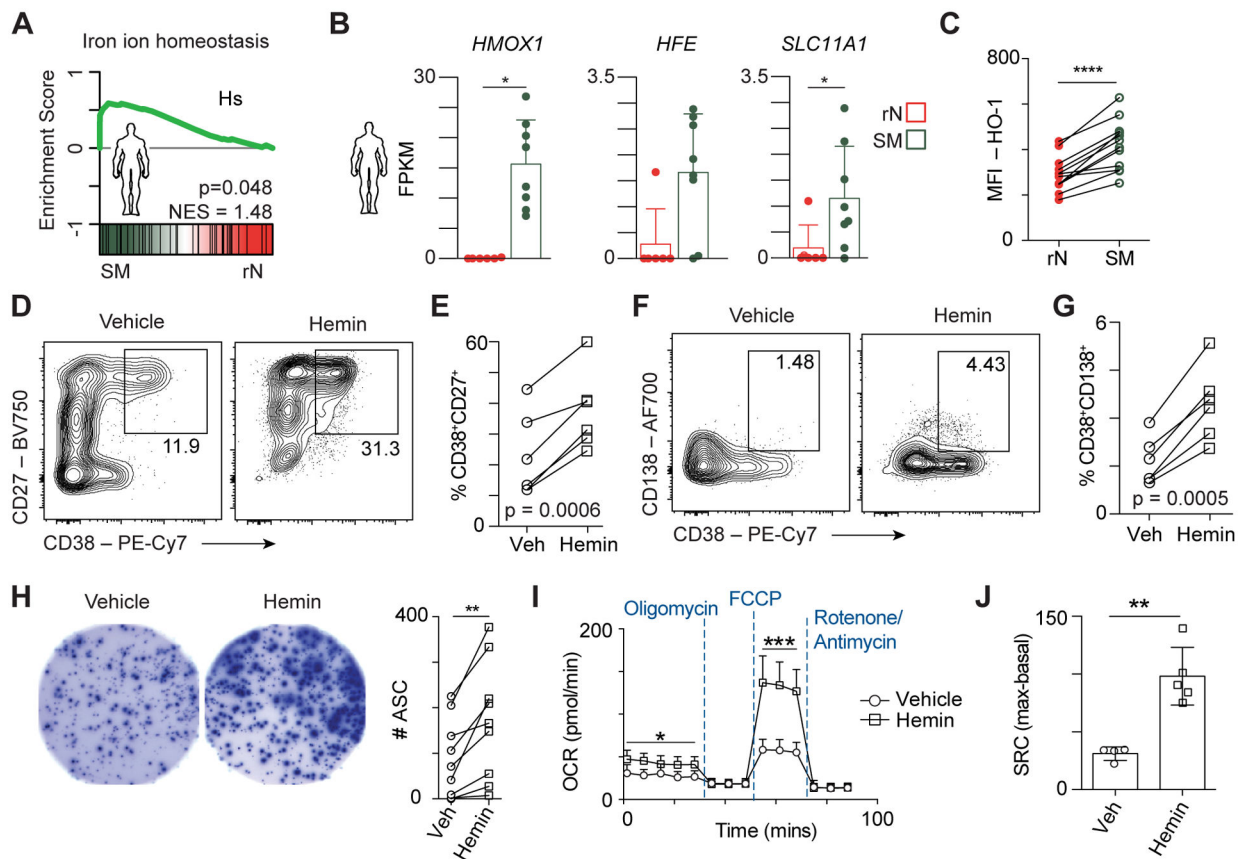 A
Iron ion homeostasis
Enrichment Score
1
0
-1
Hs
p=0.048
NES = 1.48
SM
rN
B
HMOX1
HFE
SLC11A1
FPKM
30
0
*
3.5
0
3.5
0
*
rN
SM
C
MFI – HO-1
800
0
****
rN
SM
D
Vehicle
Hemin
CD27 – BV750
11.9
31.3
CD38 – PE-Cy7
E
% CD38+CD27+
60
0
p = 0.0006
Veh
Hemin
F
Vehicle
Hemin
CD138 – AF700
1.48
4.43
CD38 – PE-Cy7
G
% CD38+CD138+
6
0
p = 0.0005
Veh
Hemin
H
Vehicle
Hemin
# ASC
400
0
**
Veh
Hemin
I
Oligomycin
FCCP
Rotenone/
Antimycin
OCR (pmol/min)
200
0
*
***
Vehicle
Hemin
0
100
Time (mins)
J
SRC (max-basal)
150
0
**
Veh
Hemin